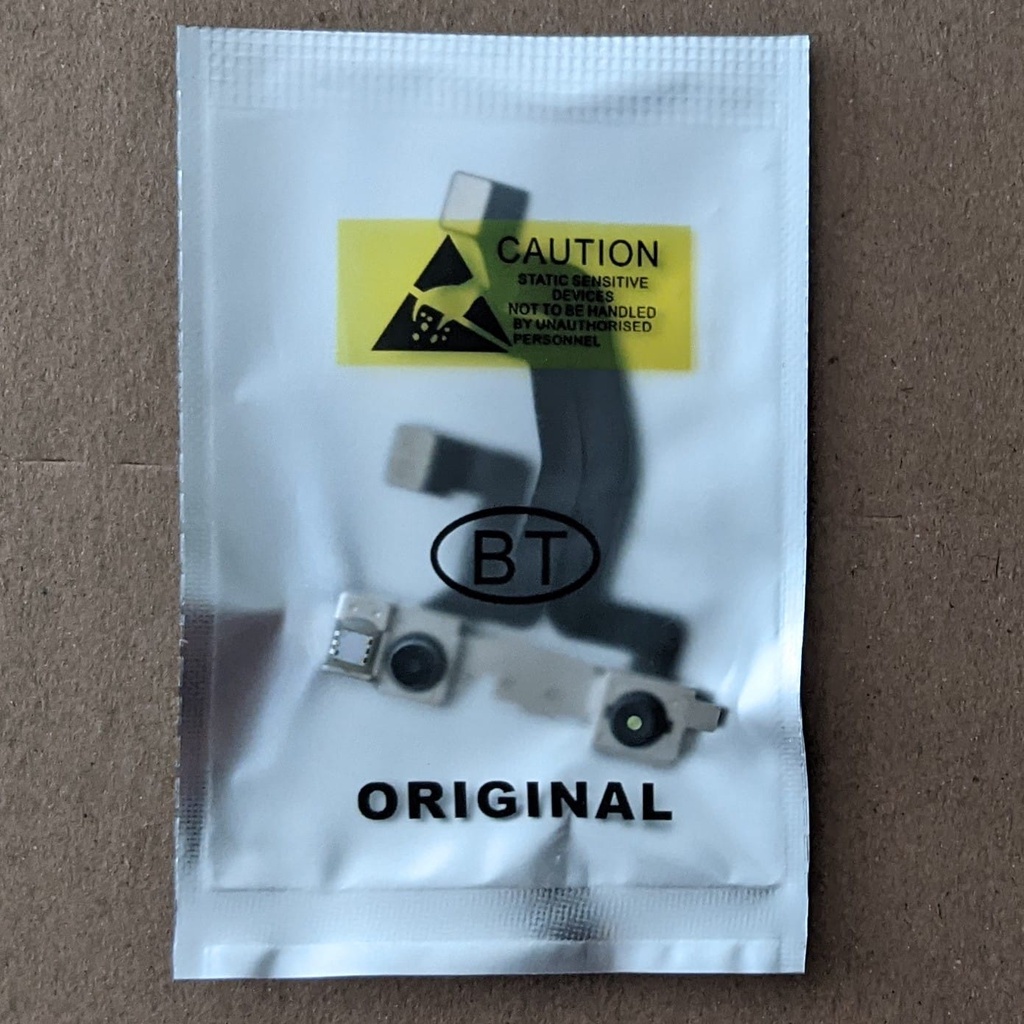 CAUTION
STATIC SENSITIVE
DEVICES
NOT TO BE HANDLED
BY UNAUTHORISED
PERSONNEL
BT
ORIGINAL